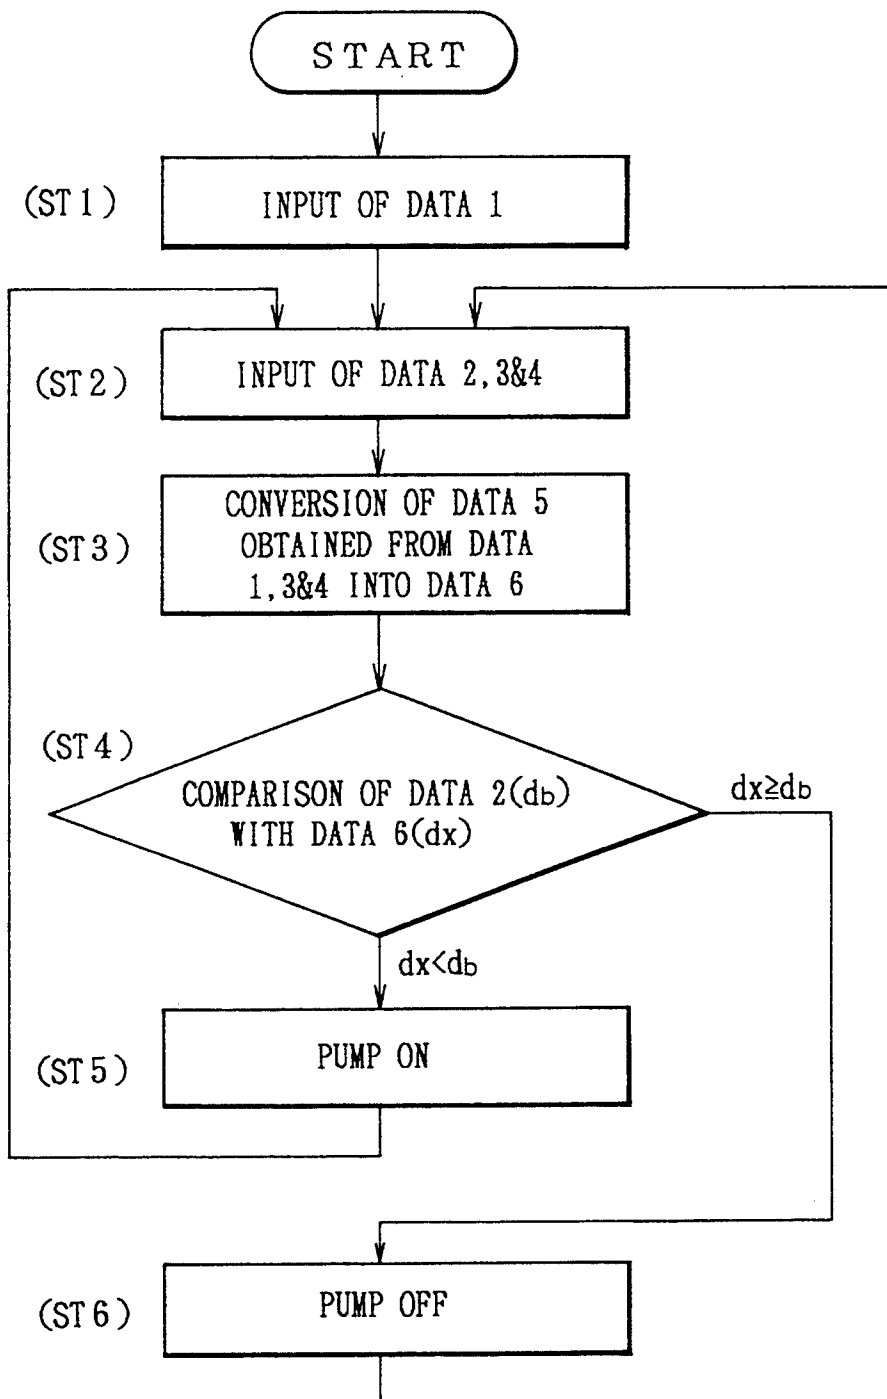 START
(ST1)
INPUT OF DATA 1
(ST2)
INPUT OF DATA 2,3&4
(ST3)
CONVERSION OF DATA 5
OBTAINED FROM DATA
1,3&4 INTO DATA 6
(ST4)
COMPARISON OF DATA 2(db)
WITH DATA 6(dx)
dx≧db
dx<db
(ST5)
PUMP ON
(ST6)
PUMP OFF